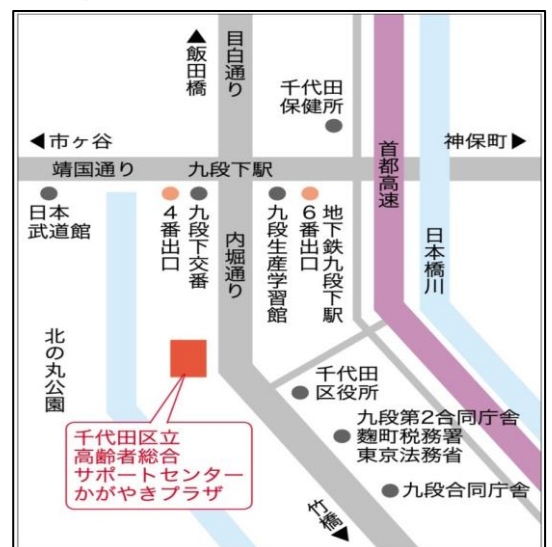 ▲飯田橋
目白通り
千代田
保健所
◀市ヶ谷
神保町▶
靖国通り
九段下駅
首都高速
日本
武道館
4番出口
九段下交番
内堀通り
九段生産学習館
6番出口
地下鉄九段下駅
日本橋川
北の丸公園
千代田
区役所
千代田区立
高齢者総合
サポートセンター
かがやきプラザ
九段第2合同庁舎
麴町税務署
東京法務省
九段合同庁舎
竹橋▼